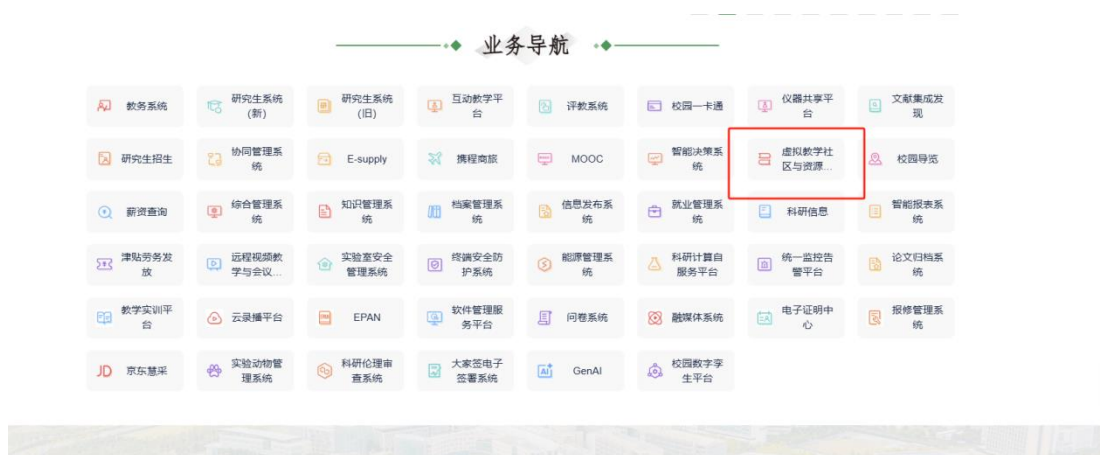 业务导航
教务系统
研究生系统
(新)
研究生系统
(旧)
互动教学平
台
评教系统
校园一卡通
仪器共享平
台
文献集成发
现
研究生招生
协同管理系
统
E-supply
携程商旅
MOOC
智能决策系
统
虚拟教学社
区与资源...
校园导览
薪资查询
综合管理系
统
知识管理系
统
档案管理系
统
信息发布系
统
就业管理系
统
科研信息
智能报表系
统
津贴劳务发
放
远程视频教
学与会议...
实验室安全
管理系统
终端安全防
护系统
能源管理系
统
科研计算自
服务平台
统一监控告
警平台
论文归档系
统
教学实训平
台
云录播平台
EPAN
软件管理服
务平台
问卷系统
融媒体系统
电子证明中
心
报修管理系
统
JD 京东慧采
实验动物管
理系统
科研伦理审
查系统
大家签电子
签署系统
AI GenAI
校园数字孪
生平台